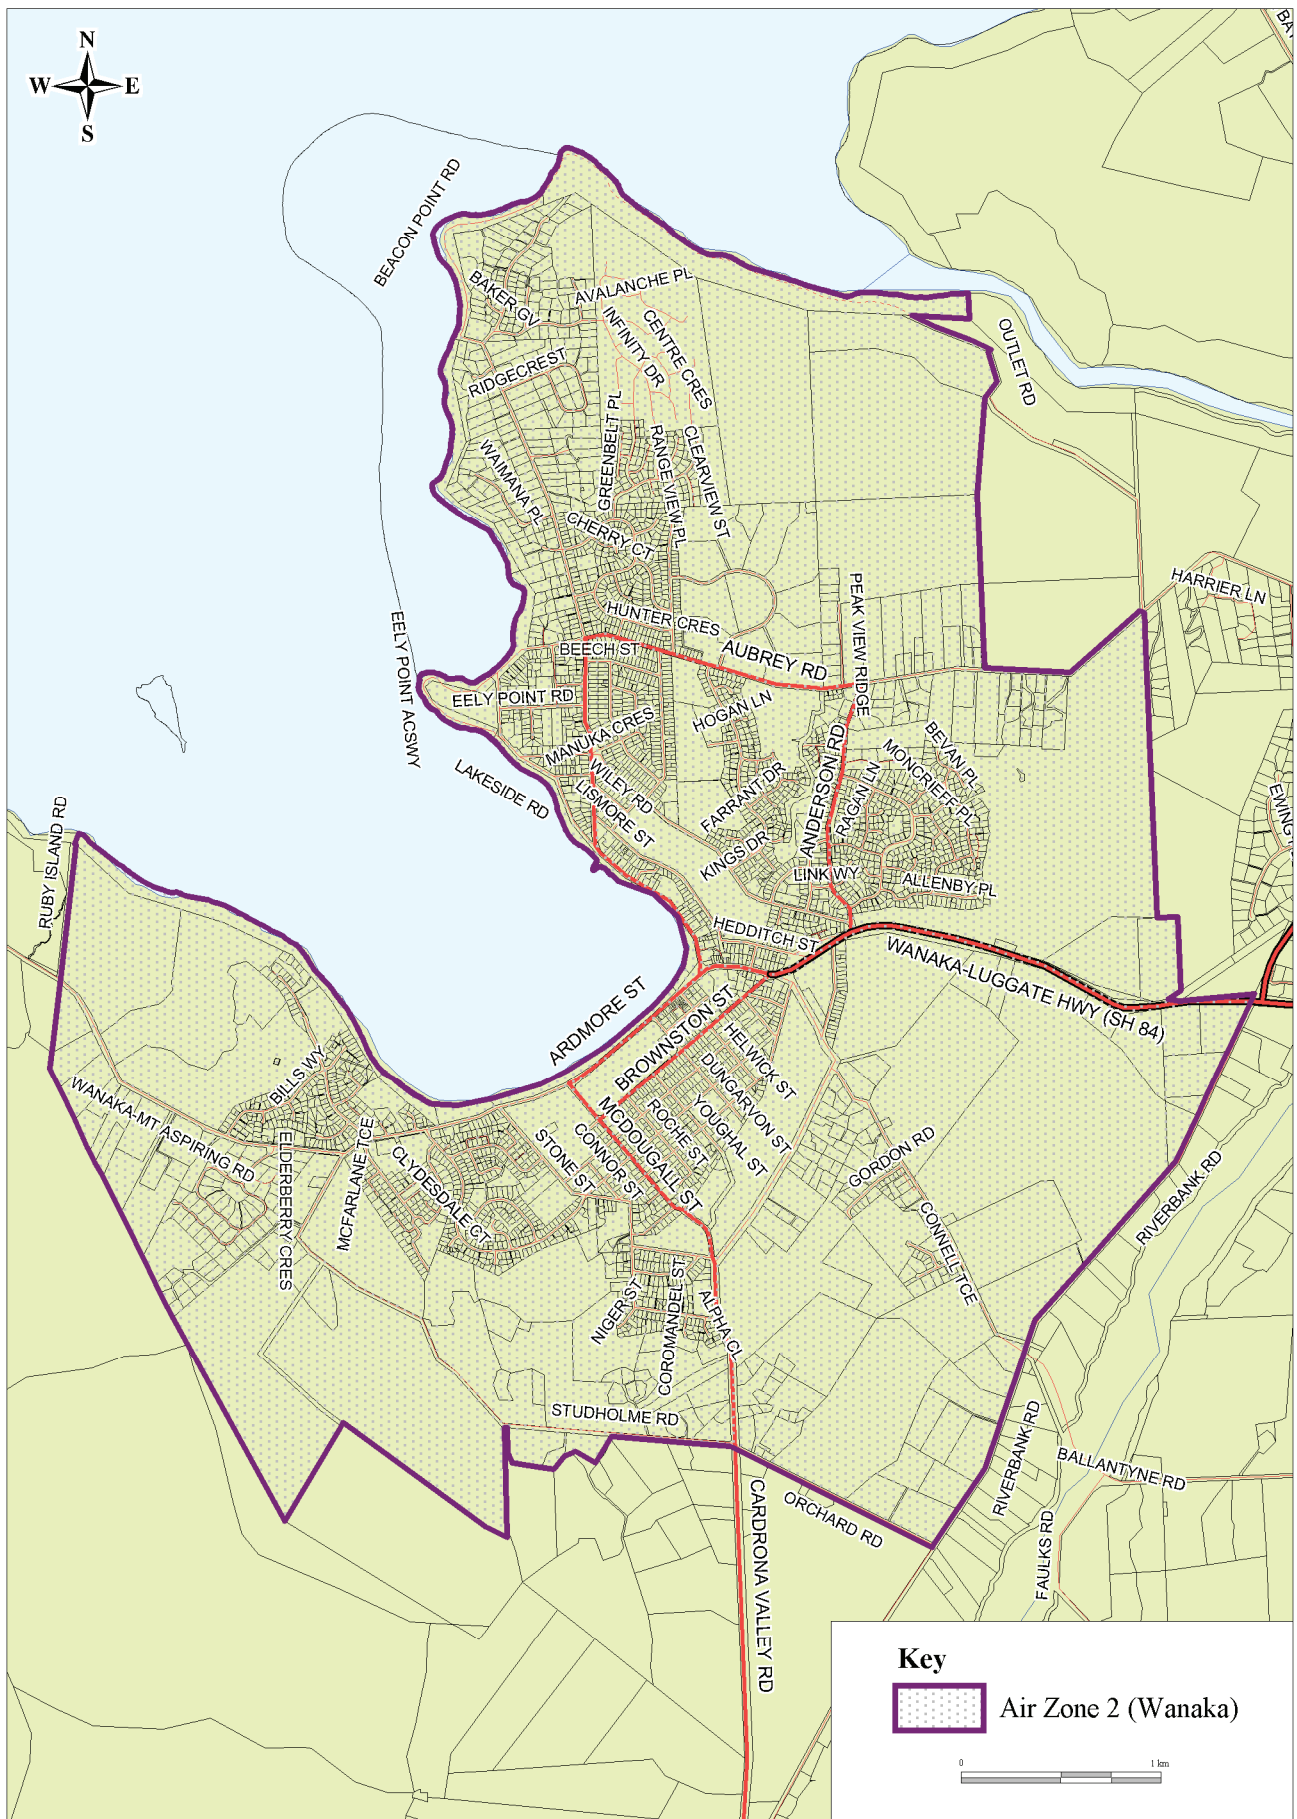 N
W E
S
BEACON POINT RD
BAKER GV
AVALANCHE PL
INFINITY DR
CENTRE CRES
OUTLET RD
RIDGECREST
GREENBELT PL
RANGE VIEW PL
CLEARVIEW ST
WAIMANA PL
CHERRY CT
HARRIER LN
HUNTER CRES
PEAK VIEW RIDGE
EELY POINT ACSWY
BEECH ST
AUBREY RD
EELY POINT RD
HOGAN LN
MANUKA CRES
ANDERSON RD
BEVAN PL
MONCRIEFF PL
LAKESIDE RD
WILEY RD
LISMORE ST
FARRANT DR
RAGAN LN
RUBY ISLAND RD
KINGS DR
LINK WY
ALLENBY PL
HEDDITCH ST
WANAKA-LUGGATE HWY (SH 84)
ARDMORE ST
BROWNSTON ST
HELWICK ST
DUNGARVON ST
YOUGHAL ST
ROCHE ST
MCDOUGALL ST
CONNOR ST
STONE ST
BILLS WY
WANAKA-MT ASPIRING RD
ELDERBERRY CRES
MCFARLANE TCE
CLYDESDALE CT
GORDON RD
CONNELL TCE
RIVERBANK RD
NIGER ST
COROMANDEL ST
ALPHA CL
STUDHOLME RD
CARDRONA VALLEY RD
ORCHARD RD
RIVERBANK RD
BALLANTYNE RD
FAULKS RD
Key
Air Zone 2 (Wanaka)
0 1 km